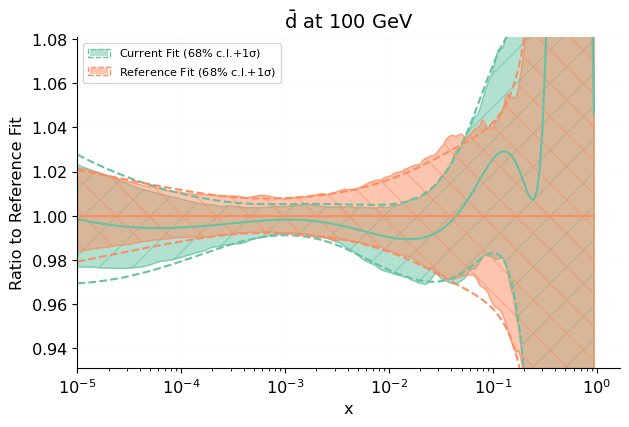 d̄ at 100 GeV
Current Fit (68% c.l.+1σ)
Reference Fit (68% c.l.+1σ)
Ratio to Reference Fit
1.08
1.06
1.04
1.02
1.00
0.98
0.96
0.94
10⁻⁵ 10⁻⁴ 10⁻³ 10⁻² 10⁻¹ 10⁰
x